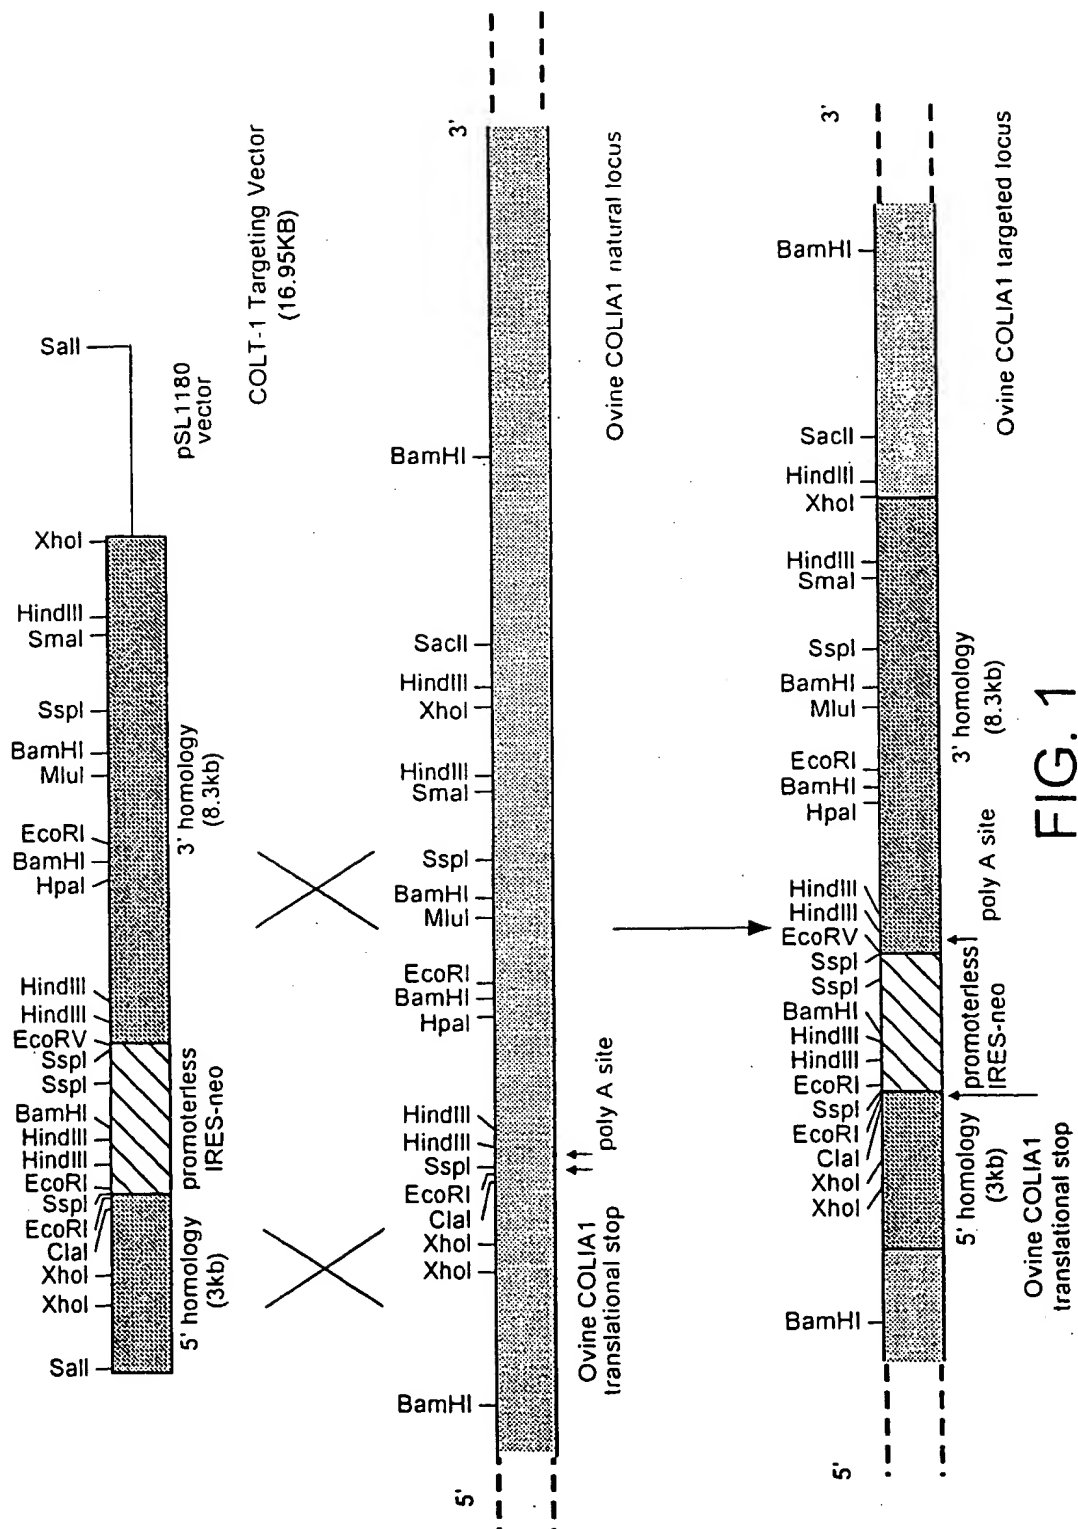 SalI
XhoI
HindIII
SmaI
SspI
BamHI
MluI
EcoRI
BamHI
HpaI
HindIII
HindIII
EcoRV
SspI
SspI
BamHI
HindIII
HindIII
EcoRI
SspI
EcoRI
ClaI
XhoI
XhoI
SalI
pSL1180
vector
3' homology
(8.3kb)
promoterless
IRES-neo
5' homology
(3kb)
COLT-1 Targeting Vector
(16.95KB)
3'
BamHI
SacII
HindIII
XhoI
HindIII
SmaI
SspI
BamHI
MluI
EcoRI
BamHI
HpaI
HindIII
HindIII
SspI
EcoRI
ClaI
XhoI
XhoI
BamHI
5'
poly A site
Ovine COLIA1
translational stop
Ovine COLIA1 natural locus
3'
BamHI
SacII
HindIII
XhoI
HindIII
SmaI
SspI
BamHI
MluI
EcoRI
BamHI
HpaI
HindIII
HindIII
EcoRV
SspI
SspI
BamHI
HindIII
HindIII
EcoRI
SspI
EcoRI
ClaI
XhoI
XhoI
BamHI
5'
3' homology
(8.3kb)
poly A site
promoterless
IRES-neo
5' homology
(3kb)
Ovine COLIA1
translational stop
Ovine COLIA1 targeted locus
FIG. 1